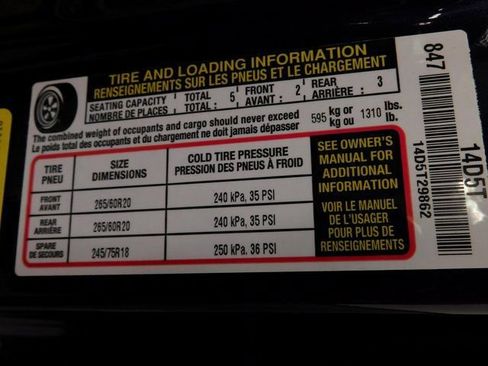 TIRE AND LOADING INFORMATION
RENSEIGNEMENTS SUR LES PNEUS ET LE CHARGEMENT
SEATING CAPACITY TOTAL 5 FRONT 2 REAR 3
NOMBRE DE PLACES TOTAL : AVANT : ARRIÈRE :
The combined weight of occupants and cargo should never exceed 595 kg or 1310 lbs.
Le poids total des occupants et du chargement ne doit jamais dépasser kg ou lb.
TIRE SIZE COLD TIRE PRESSURE
PNEU DIMENSIONS PRESSION DES PNEUS À FROID
FRONT
AVANT 265/60R20 240 kPa, 35 PSI
REAR
ARRIÈRE 265/60R20 240 kPa, 35 PSI
SPARE
DE SECOURS 245/75R18 250 kPa, 36 PSI
SEE OWNER'S
MANUAL FOR
ADDITIONAL
INFORMATION
VOIR LE MANUEL
DE L'USAGER
POUR PLUS DE
RENSEIGNEMENTS
847
14D5T
14D5T29862